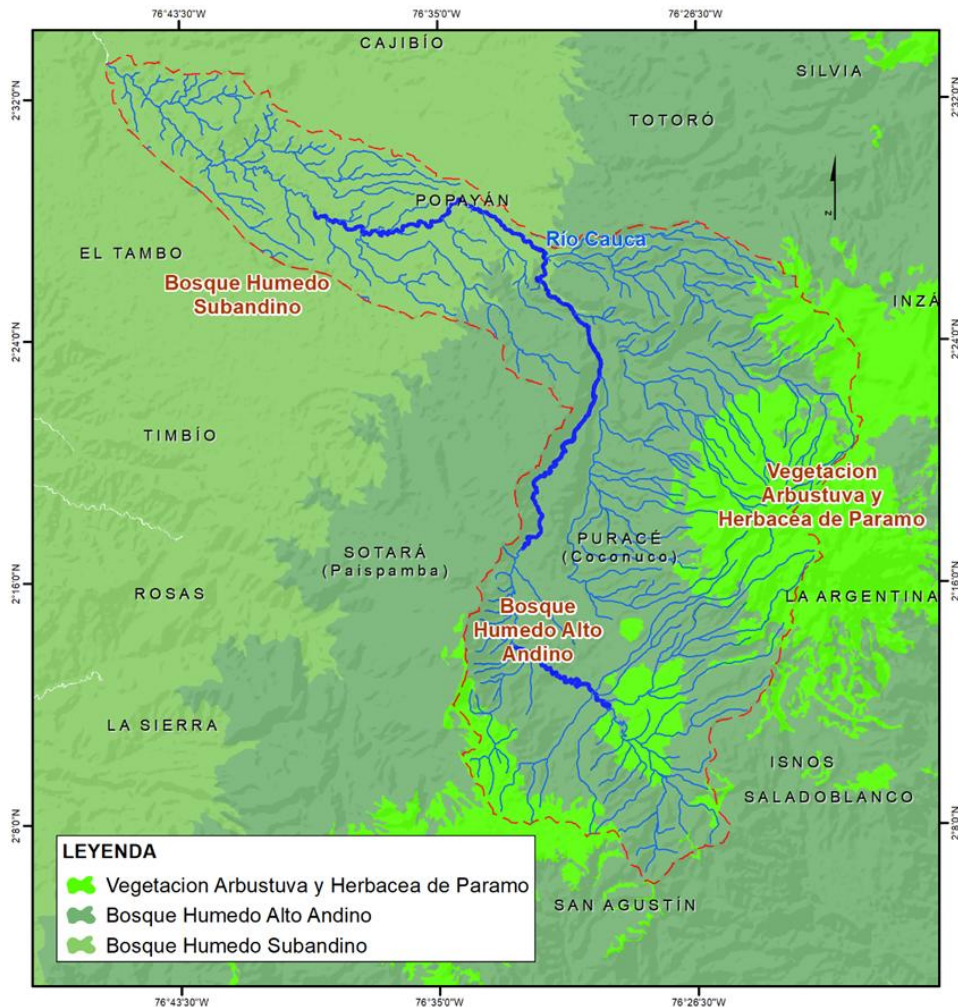 76°43'30"W
76°35'0"W
76°26'30"W
CAJIBÍO
SILVIA
2°32'0"N
2°32'0"N
TOTORÓ
N
POPAYÁN
Río Cauca
EL TAMBO
Bosque Humedo
Subandino
INZÁ
2°24'0"N
2°24'0"N
TIMBÍO
Vegetacion
Arbustuva y
Herbacea de Paramo
SOTARÁ
(Paispamba)
PURACÉ
(Coconuco)
2°16'0"N
2°16'0"N
ROSAS
LA ARGENTINA
Bosque
Humedo Alto
Andino
LA SIERRA
ISNOS
SALADOBLANCO
2°8'0"N
2°8'0"N
LEYENDA
Vegetacion Arbustuva y Herbacea de Paramo
Bosque Humedo Alto Andino
Bosque Humedo Subandino
SAN AGUSTÍN
76°43'30"W
76°35'0"W
76°26'30"W